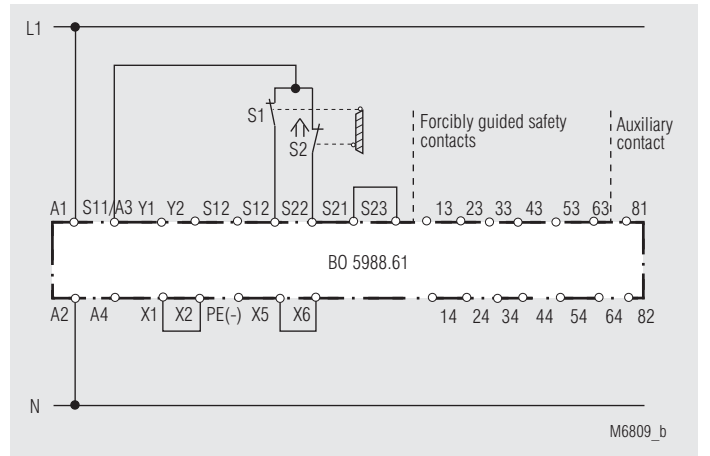 L1
S1
S2
Forcibly guided safety
contacts
Auxiliary
contact
A1 S11/A3 Y1 Y2 S12 S12 S22 S21 S23 13 23 33 43 53 63 81
BO 5988.61
A2 A4 X1 X2 PE(-) X5 X6 14 24 34 44 54 64 82
N
M6809_b